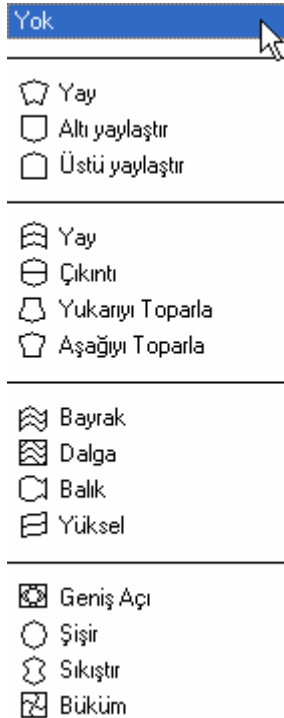 Yok
Yay
Altı yaylaştır
Üstü yaylaştır
Yay
Çıkıntı
Yukarıyı Toparla
Aşağıyı Toparla
Bayrak
Dalga
Balık
Yüksel
Geniş Açı
Şişir
Sıkıştır
Büküm